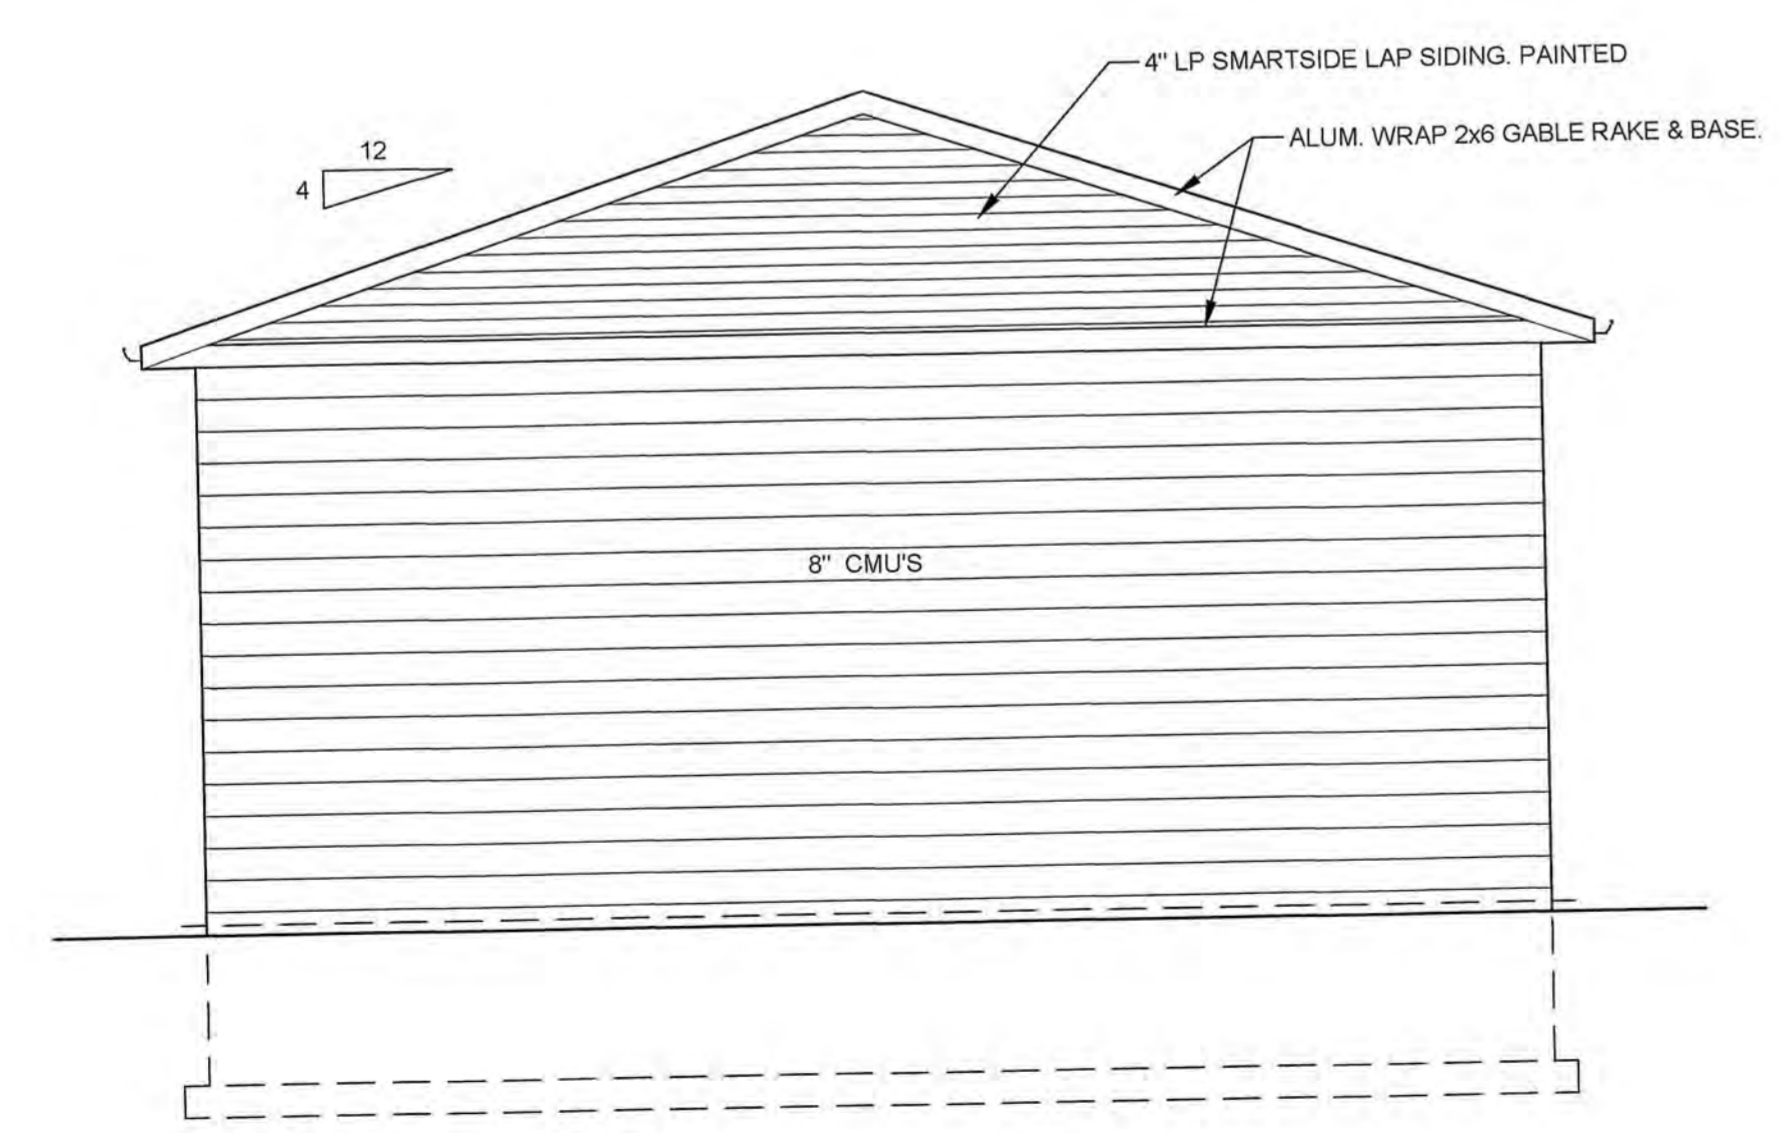 4" LP SMARTSIDE LAP SIDING. PAINTED
ALUM. WRAP 2x6 GABLE RAKE & BASE.
12
4
8" CMU'S